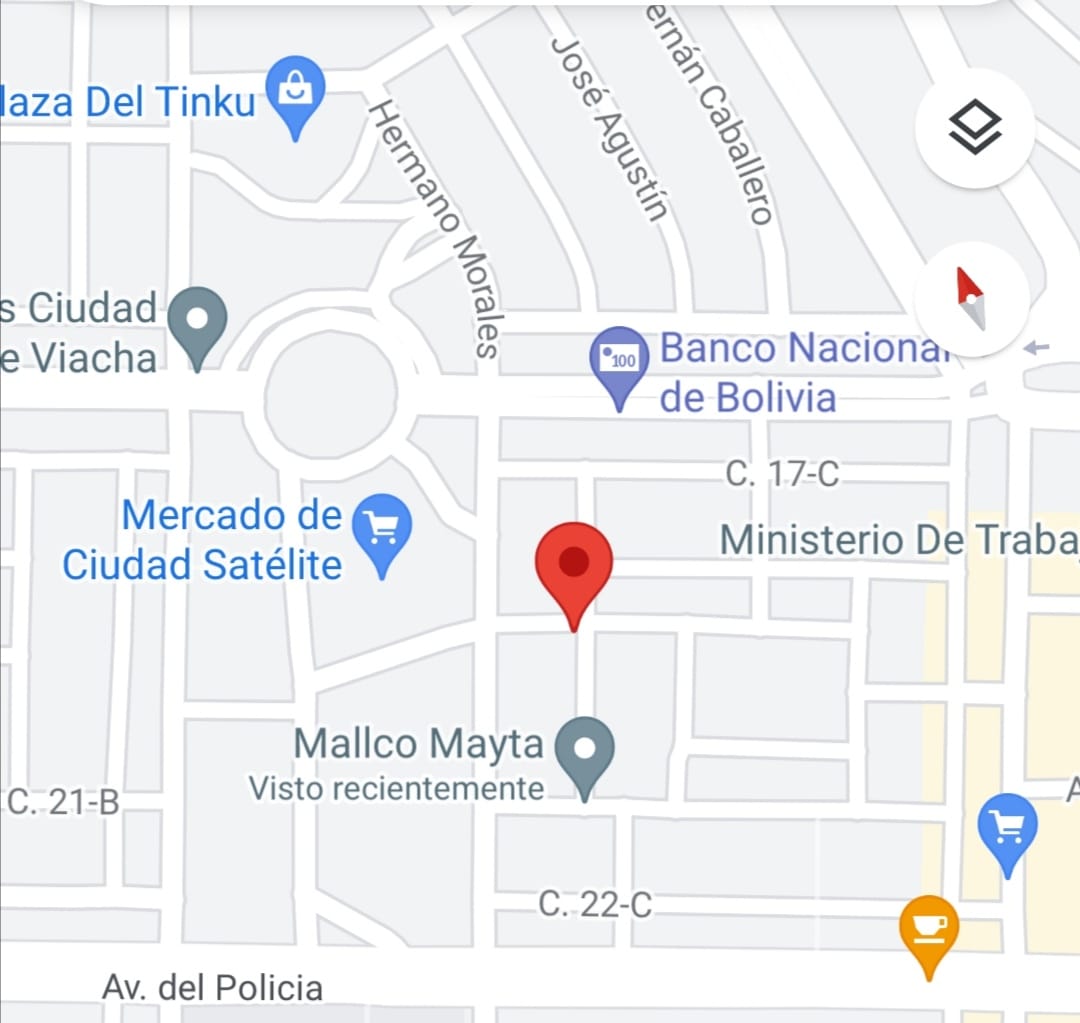 laza Del Tinku
Hermano Morales
José Agustín
ernán Caballero
s Ciudad
e Viacha
100
Banco Nacional
de Bolivia
C. 17-C
Mercado de
Ciudad Satélite
Ministerio De Traba
Mallco Mayta
Visto recientemente
C. 21-B
A
C. 22-C
Av. del Policia